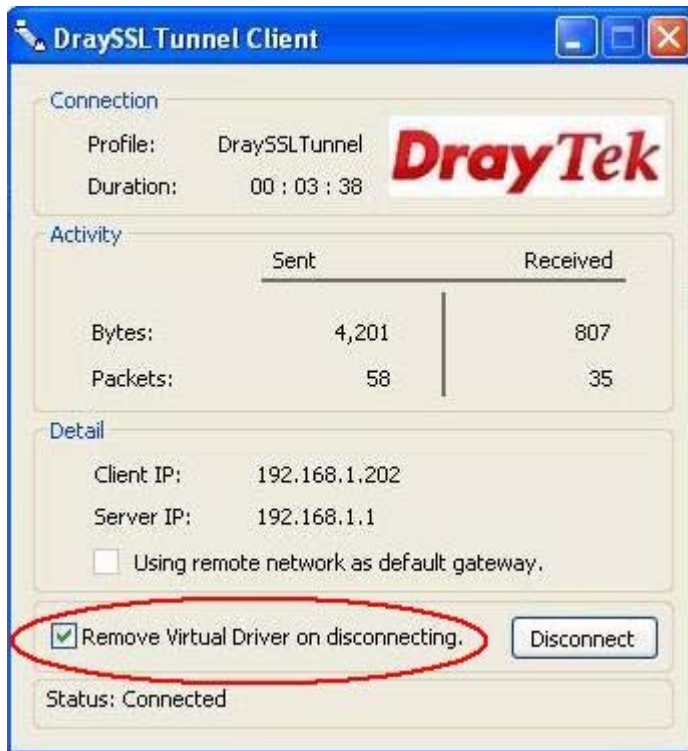 DraySSLTunnel Client
Connection
Profile: DraySSLTunnel
DrayTek
Duration: 00 : 03 : 38
Activity
Sent Received
Bytes: 4,201 807
Packets: 58 35
Detail
Client IP: 192.168.1.202
Server IP: 192.168.1.1
Using remote network as default gateway.
Remove Virtual Driver on disconnecting. Disconnect
Status: Connected